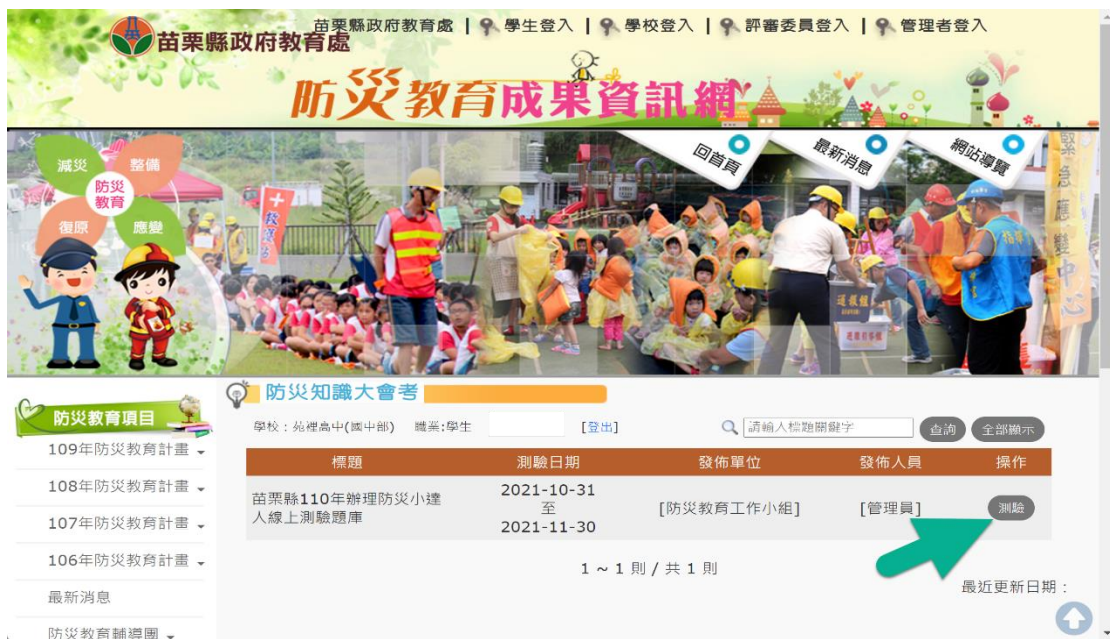 苗栗縣政府教育處
苗栗縣政府教育處 | 學生登入 | 學校登入 | 評審委員登入 | 管理者登入
防災教育成果資訊網
回首頁
最新消息
網站導覽
減災
整備
防災
教育
復原
應變
救護站
緊急應變中心
防災教育項目
109年防災教育計畫
108年防災教育計畫
107年防災教育計畫
106年防災教育計畫
最新消息
防災教育輔導團
防災知識大會考
學校：苑裡高中(國中部) 職業:學生 [登出] 請輸入標題關鍵字 查詢 全部顯示
標題 測驗日期 發佈單位 發佈人員 操作
苗栗縣110年辦理防災小達
人線上測驗題庫
2021-10-31
至
2021-11-30
[防災教育工作小組] [管理員] 測驗
1 ~ 1 則 / 共 1 則
最近更新日期：